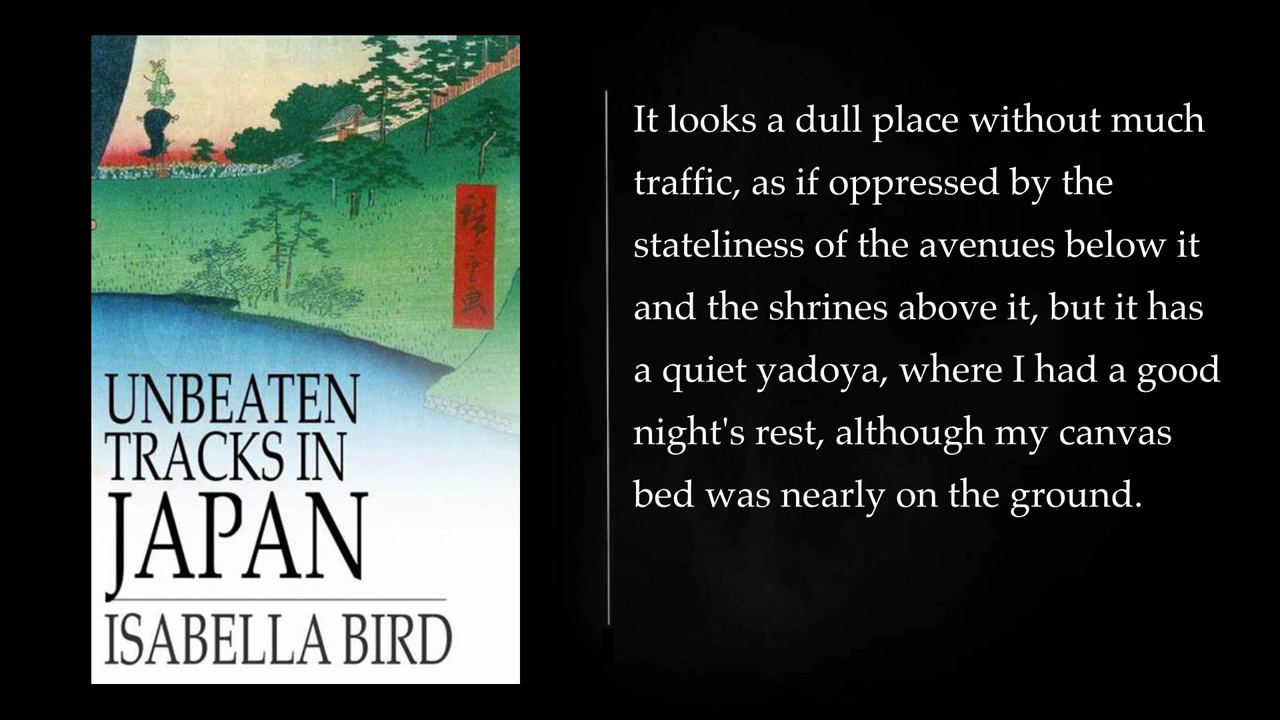 UNBEATEN
TRACKS IN
JAPAN
ISABELLA BIRD
It looks a dull place without much
traffic, as if oppressed by the
stateliness of the avenues below it
and the shrines above it, but it has
a quiet yadoya, where I had a good
night's rest, although my canvas
bed was nearly on the ground.